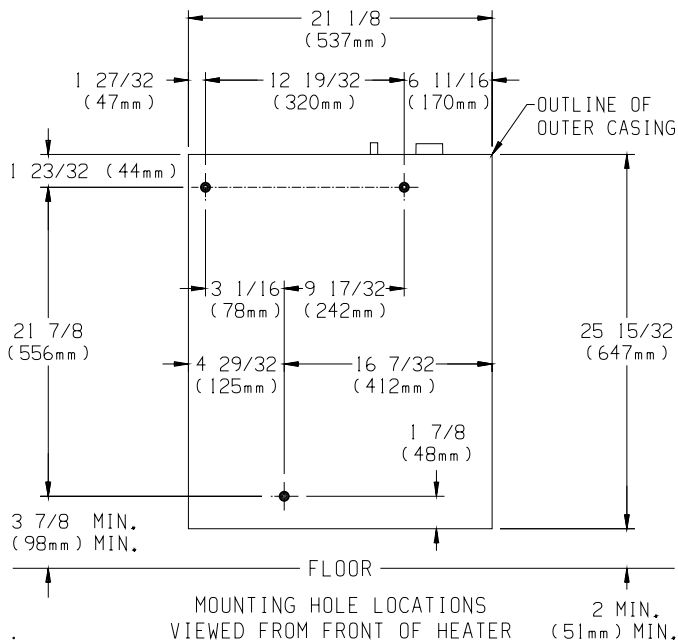 21 1/8
(537mm)
1 27/32
(47mm)
12 19/32
(320mm)
6 11/16
(170mm)
OUTLINE OF
OUTER CASING
1 23/32 (44mm)
3 1/16
(78mm)
9 17/32
(242mm)
21 7/8
(556mm)
25 15/32
(647mm)
4 29/32
(125mm)
16 7/32
(412mm)
1 7/8
(48mm)
3 7/8 MIN.
(98mm) MIN.
FLOOR
MOUNTING HOLE LOCATIONS
VIEWED FROM FRONT OF HEATER
2 MIN.
(51mm) MIN.